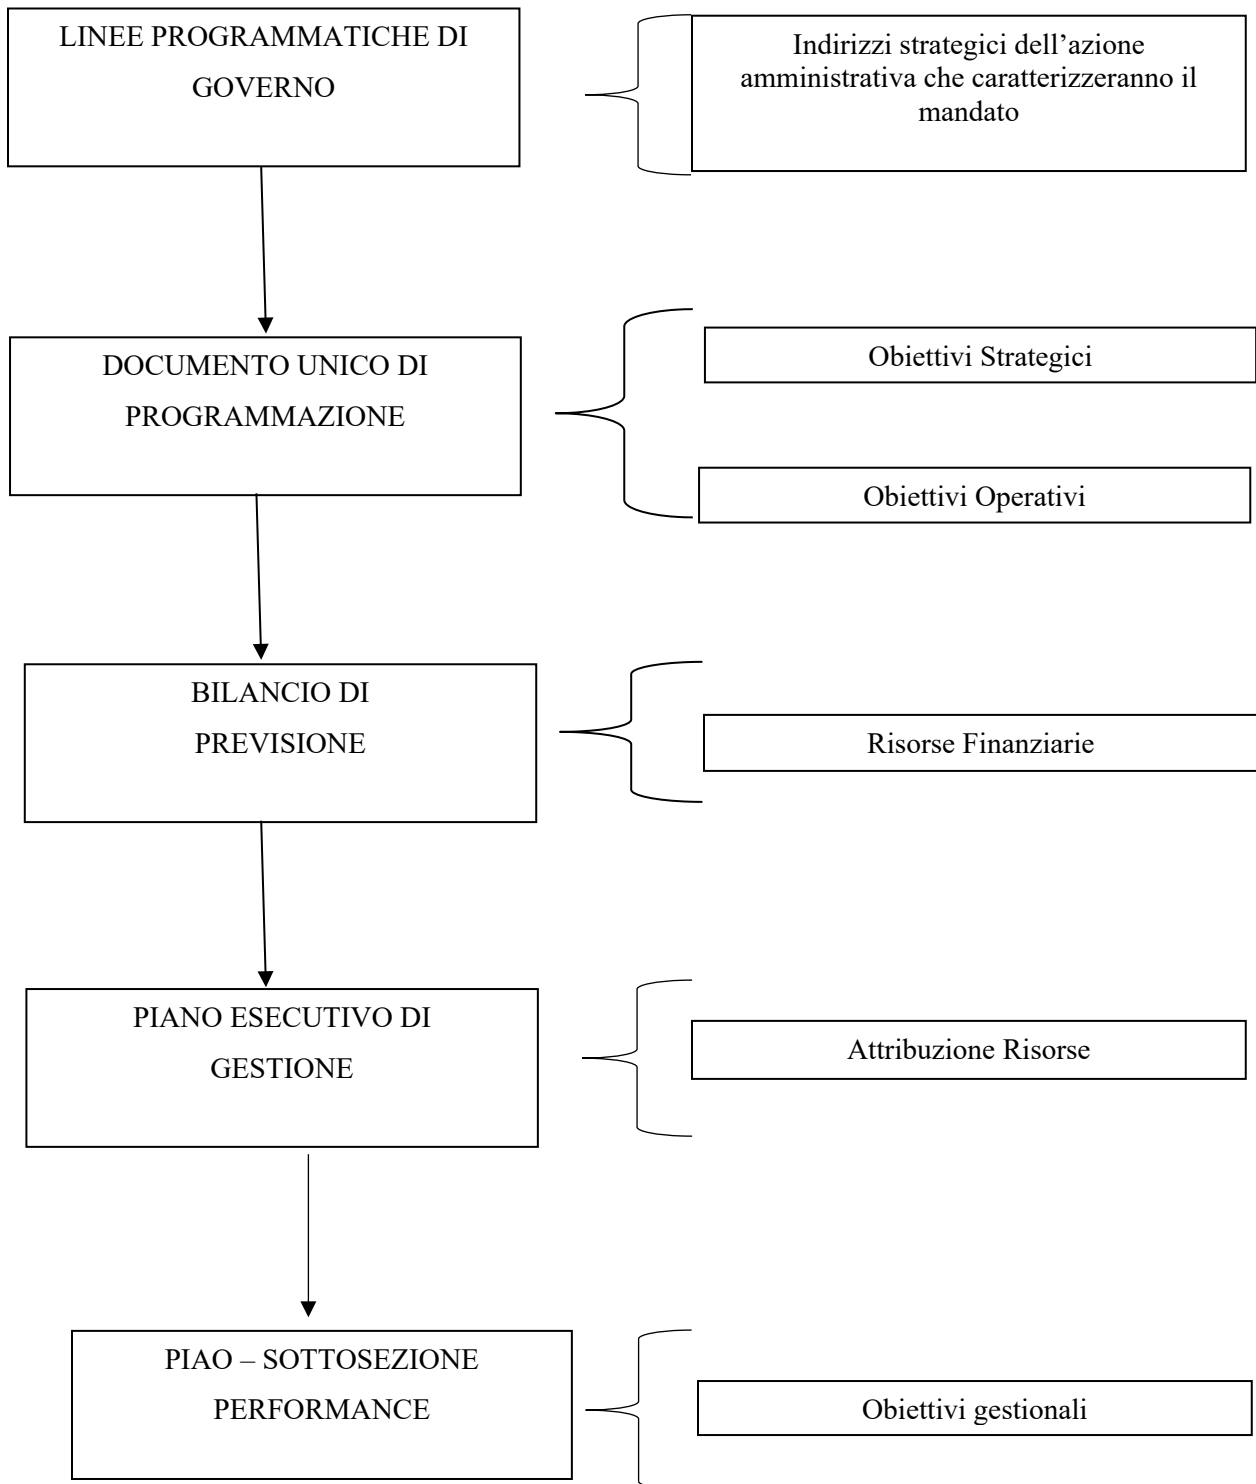 LINEE PROGRAMMATICHE DI
GOVERNO
Indirizzi strategici dell’azione
amministrativa che caratterizzeranno il
mandato
DOCUMENTO UNICO DI
PROGRAMMAZIONE
Obiettivi Strategici
Obiettivi Operativi
BILANCIO DI
PREVISIONE
Risorse Finanziarie
PIANO ESECUTIVO DI
GESTIONE
Attribuzione Risorse
PIAO – SOTTOSEZIONE
PERFORMANCE
Obiettivi gestionali